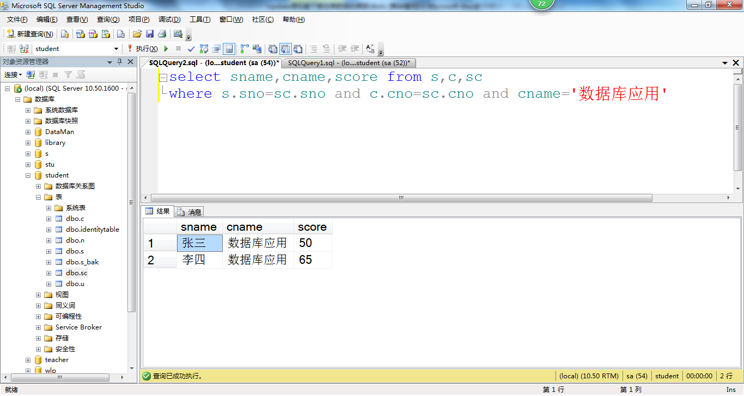 Microsoft SQL Server Management Studio
72
文件(F) 编辑(E) 查看(V) 查询(Q) 项目(P) 调试(D) 工具(T) 窗口(W) 社区(C) 帮助(H)
新建查询(N)
student 执行(X)
对象资源管理器
连接
SQLQuery2.sql - (lo....student (sa (54))* SQLQuery1.sql - (lo....student (sa (52))*
select sname,cname,score from s,c,sc
where s.sno=sc.sno and c.cno=sc.cno and cname='数据库应用'
(local) (SQL Server 10.50.1600 -
数据库
系统数据库
数据库快照
DataMan
library
s
stu
student
数据库关系图
表
系统表
dbo.c
dbo.identitytable
dbo.n
dbo.s
dbo.s_bak
dbo.sc
dbo.u
视图
同义词
可编程性
Service Broker
存储
安全性
teacher
wlp
结果 消息
sname cname score
1 张三 数据库应用 50
2 李四 数据库应用 65
查询已成功执行。 (local) (10.50 RTM) sa (54) student 00:00:00 2 行
就绪 第 1 行 第 1 列 Ins